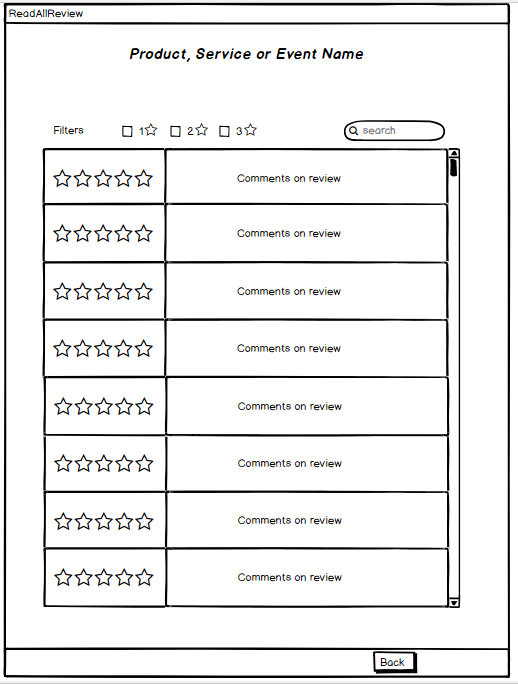 ReadAllReview
Product, Service or Event Name
Filters 1 2 3 search
Comments on review
Comments on review
Comments on review
Comments on review
Comments on review
Comments on review
Comments on review
Comments on review
Back